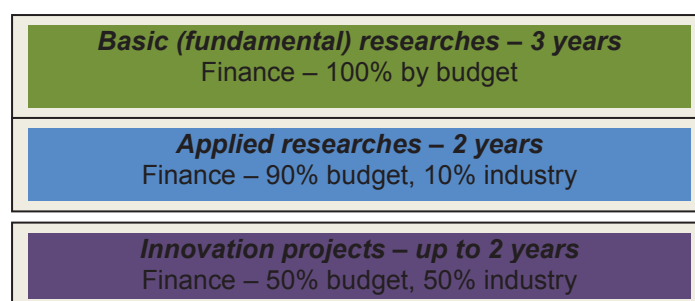 Basic (fundamental) researches – 3 years
Finance – 100% by budget
Applied researches – 2 years
Finance – 90% budget, 10% industry
Innovation projects – up to 2 years
Finance – 50% budget, 50% industry